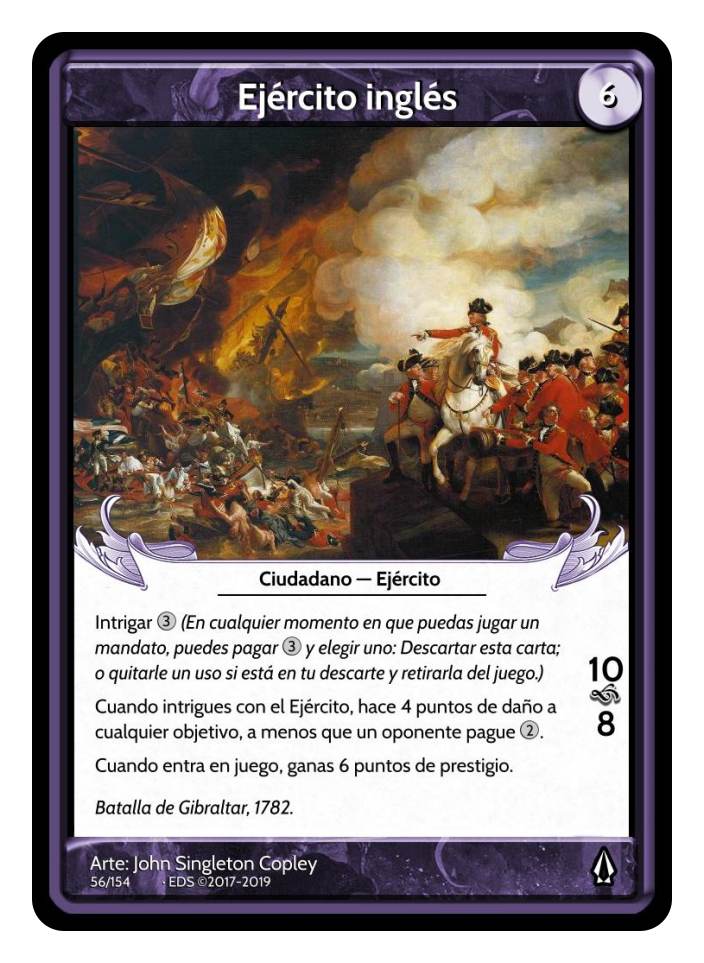 Ejército inglés
6
Ciudadano — Ejército
Intrigar 3 (En cualquier momento en que puedas jugar un
mandato, puedes pagar 3 y elegir uno: Descartar esta carta;
o quitarle un uso si está en tu descarte y retirarla del juego.)
Cuando intrigues con el Ejército, hace 4 puntos de daño a
cualquier objetivo, a menos que un oponente pague 2.
Cuando entra en juego, ganas 6 puntos de prestigio.
Batalla de Gibraltar, 1782.
10
8
Arte: John Singleton Copley
56/154 · EDS ©2017-2019